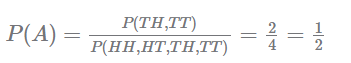 P(A) = P(TH,TT) / P(HH,HT,TH,TT) = 2/4 = 1/2